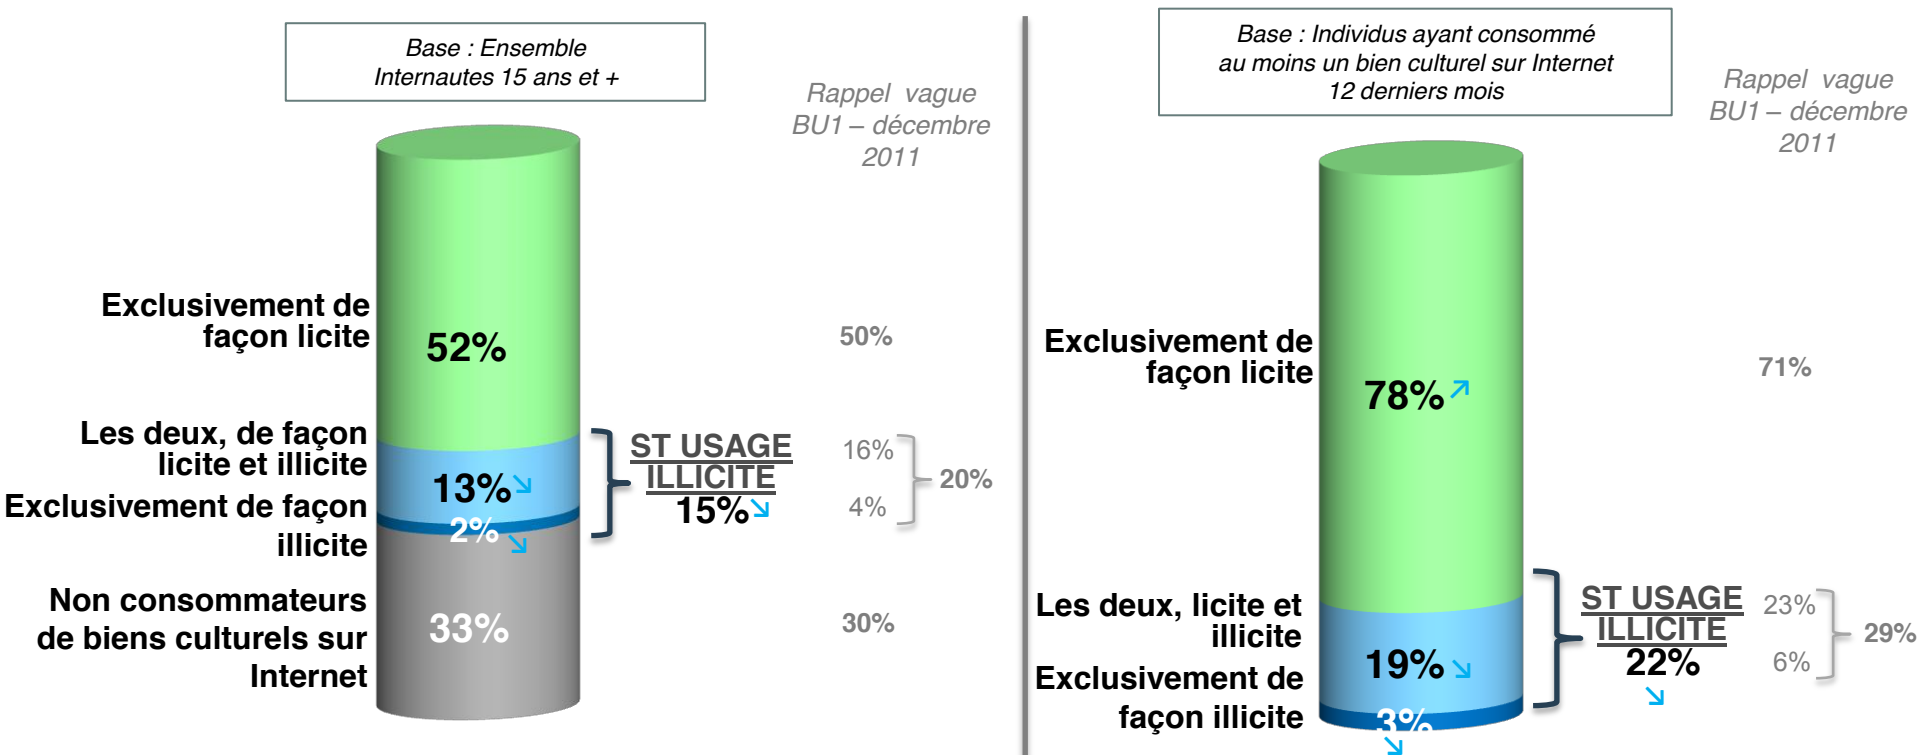 Base : Ensemble
Internautes 15 ans et +
Rappel vague
BU1 – décembre
2011
Exclusivement de
façon licite
52%
50%
Les deux, de façon
licite et illicite
13%
Exclusivement de façon
illicite
2%
ST USAGE
ILLICITE
15%
16%
4%
20%
Non consommateurs
de biens culturels sur
Internet
33%
30%
Base : Individus ayant consommé
au moins un bien culturel sur Internet
12 derniers mois
Rappel vague
BU1 – décembre
2011
Exclusivement de
façon licite
78%
71%
Les deux, licite et
illicite
19%
Exclusivement de
façon illicite
3%
ST USAGE
ILLICITE
22%
23%
6%
29%